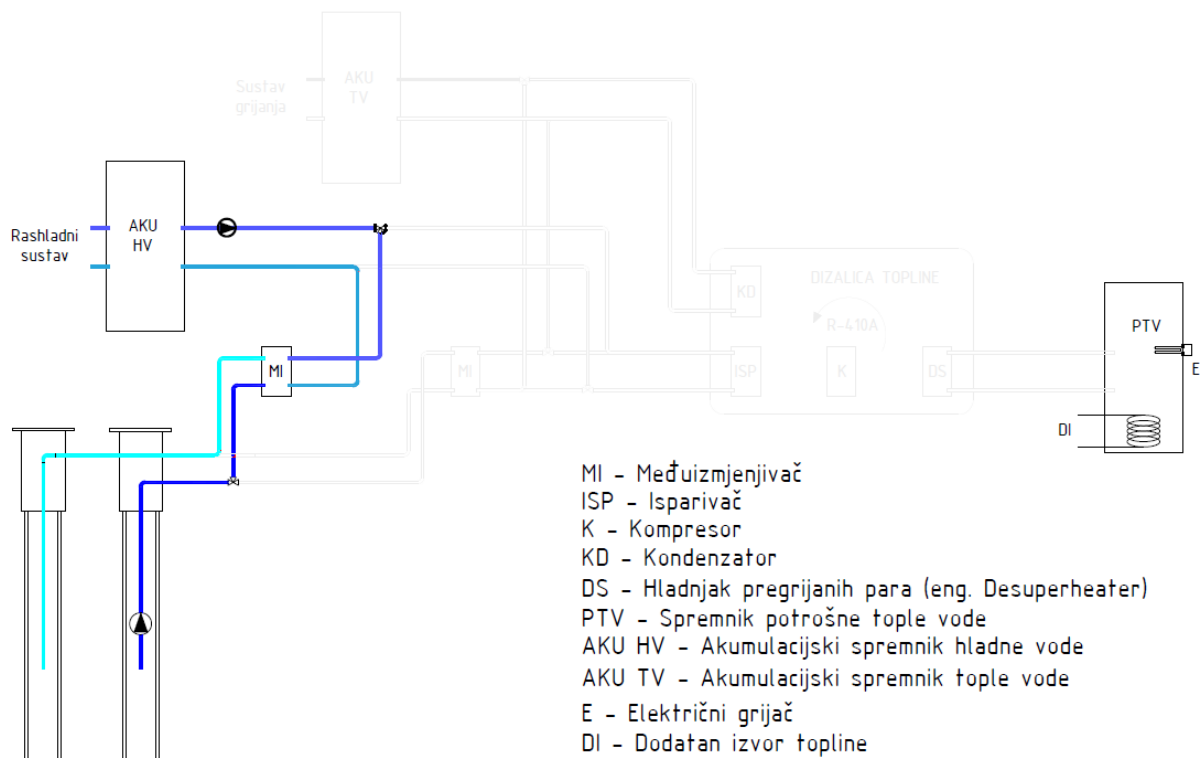 Sustav
grijanja
AKU
TV
Rashladni
sustav
AKU
HV
KD
DIZALICA TOPLINE
R-410A
MI
MI
ISP
K
DS
PTV
E
DI
MI - Međuizmjenjivač
ISP - Isparivač
K - Kompresor
KD - Kondenzator
DS - Hladnjak pregrijanih para (eng. Desuperheater)
PTV - Spremnik potrošne tople vode
AKU HV - Akumulacijski spremnik hladne vode
AKU TV - Akumulacijski spremnik tople vode
E - Električni grijač
DI - Dodatan izvor topline